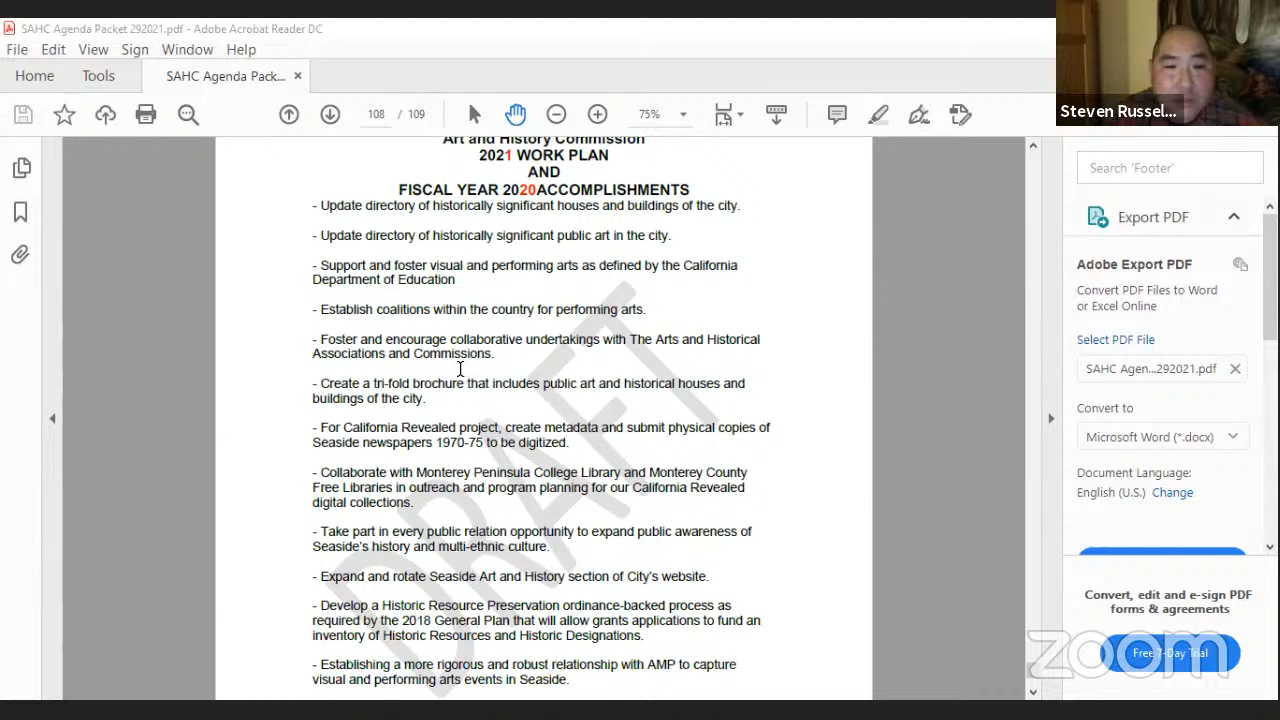 SAHC Agenda Packet 292021.pdf - Adobe Acrobat Reader DC
File Edit View Sign Window Help
Home Tools SAHC Agenda Pack... ×
108 / 109 75%
Steven Russel...
Art and History Commission
2021 WORK PLAN
AND
FISCAL YEAR 2020ACCOMPLISHMENTS
- Update directory of historically significant houses and buildings of the city.
- Update directory of historically significant public art in the city.
- Support and foster visual and performing arts as defined by the California
Department of Education
- Establish coalitions within the country for performing arts.
- Foster and encourage collaborative undertakings with The Arts and Historical
Associations and Commissions.
- Create a tri-fold brochure that includes public art and historical houses and
buildings of the city.
- For California Revealed project, create metadata and submit physical copies of
Seaside newspapers 1970-75 to be digitized.
- Collaborate with Monterey Peninsula College Library and Monterey County
Free Libraries in outreach and program planning for our California Revealed
digital collections.
- Take part in every public relation opportunity to expand public awareness of
Seaside's history and multi-ethnic culture.
- Expand and rotate Seaside Art and History section of City's website.
- Develop a Historic Resource Preservation ordinance-backed process as
required by the 2018 General Plan that will allow grants applications to fund an
inventory of Historic Resources and Historic Designations.
- Establishing a more rigorous and robust relationship with AMP to capture
visual and performing arts events in Seaside.
DRAFT
Search 'Footer'
Export PDF
Adobe Export PDF
Convert PDF Files to Word
or Excel Online
Select PDF File
SAHC Agen...292021.pdf
Convert to
Microsoft Word (*.docx)
Document Language:
English (U.S.) Change
Convert, edit and e-sign PDF
forms & agreements
Free 7-Day Trial
zoom